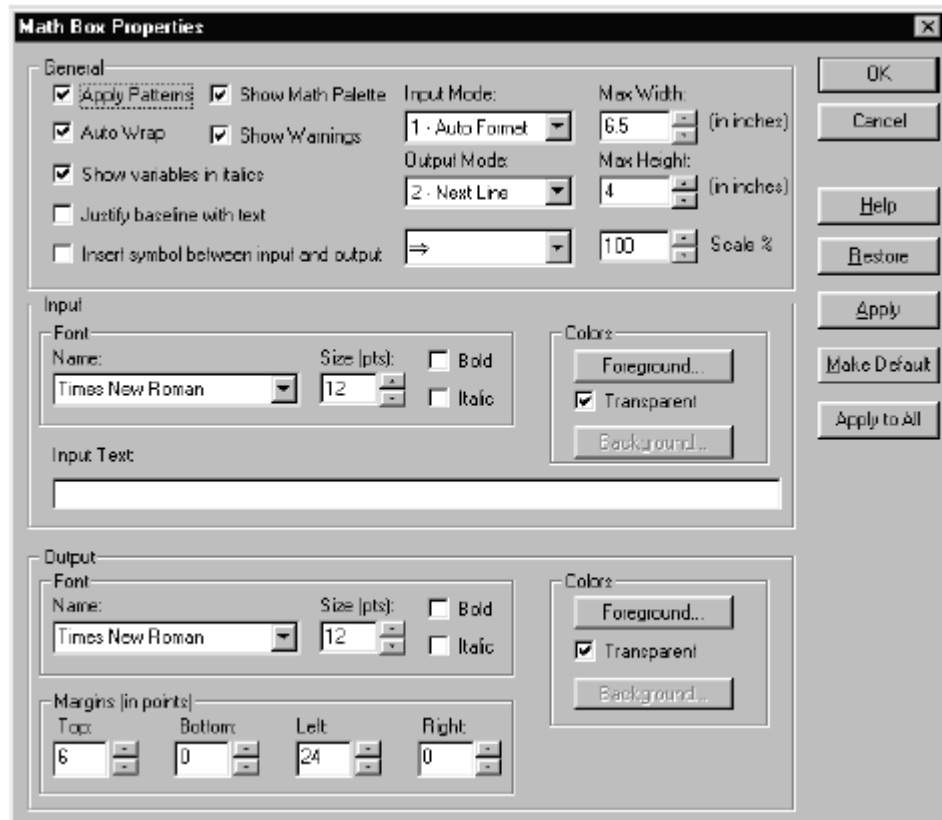 Math Box Properties
General
Apply Patterns
Show Math Palette
Input Mode:
Max Width:
OK
Auto Wrap
Show Warnings
1 - Auto Format
6.5
(in inches)
Cancel
Output Mode:
Max Height:
Show variables in italics
2 - Next Line
4
(in inches)
Justify baseline with text
Help
Insert symbol between input and output
⇒
100
Scale %
Restore
Input
Apply
Font
Colors
Name:
Size (pts):
Bold
Foreground...
Make Default
Times New Roman
12
Italic
Transparent
Apply to All
Background...
Input Text:
Output
Font
Colors
Name:
Size (pts):
Bold
Foreground...
Times New Roman
12
Italic
Transparent
Background...
Margins (in points)
Top:
Bottom:
Left:
Right:
6
0
24
0